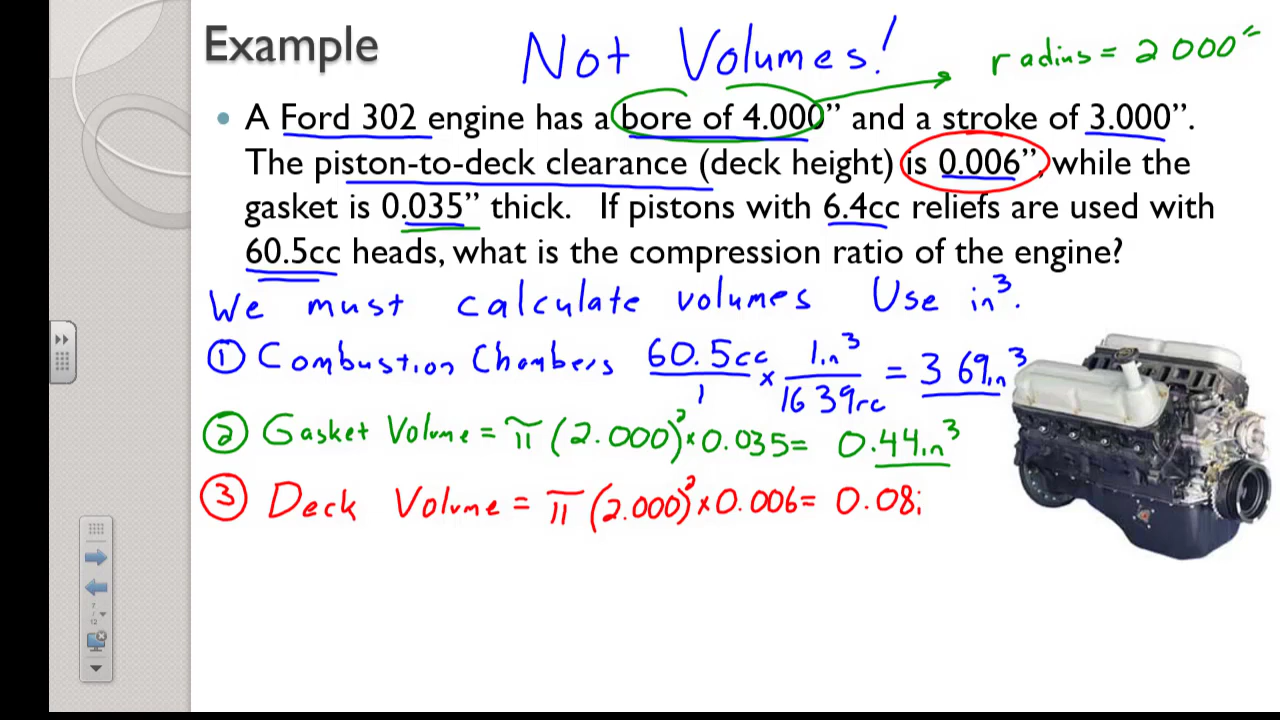 Example
Not Volumes!
radius = 2 000"
• A Ford 302 engine has a bore of 4.000” and a stroke of 3.000”.
The piston-to-deck clearance (deck height) is 0.006”, while the
gasket is 0.035” thick. If pistons with 6.4cc reliefs are used with
60.5cc heads, what is the compression ratio of the engine?
We must calculate volumes Use in³.
① Combustion Chambers 60.5cc/1 × 1in³/16 39cc = 3 69in³
② Gasket Volume = π(2.000)² × 0.035 = 0.44in³
③ Deck Volume = π(2.000)² × 0.006 = 0.08i
7
/
12